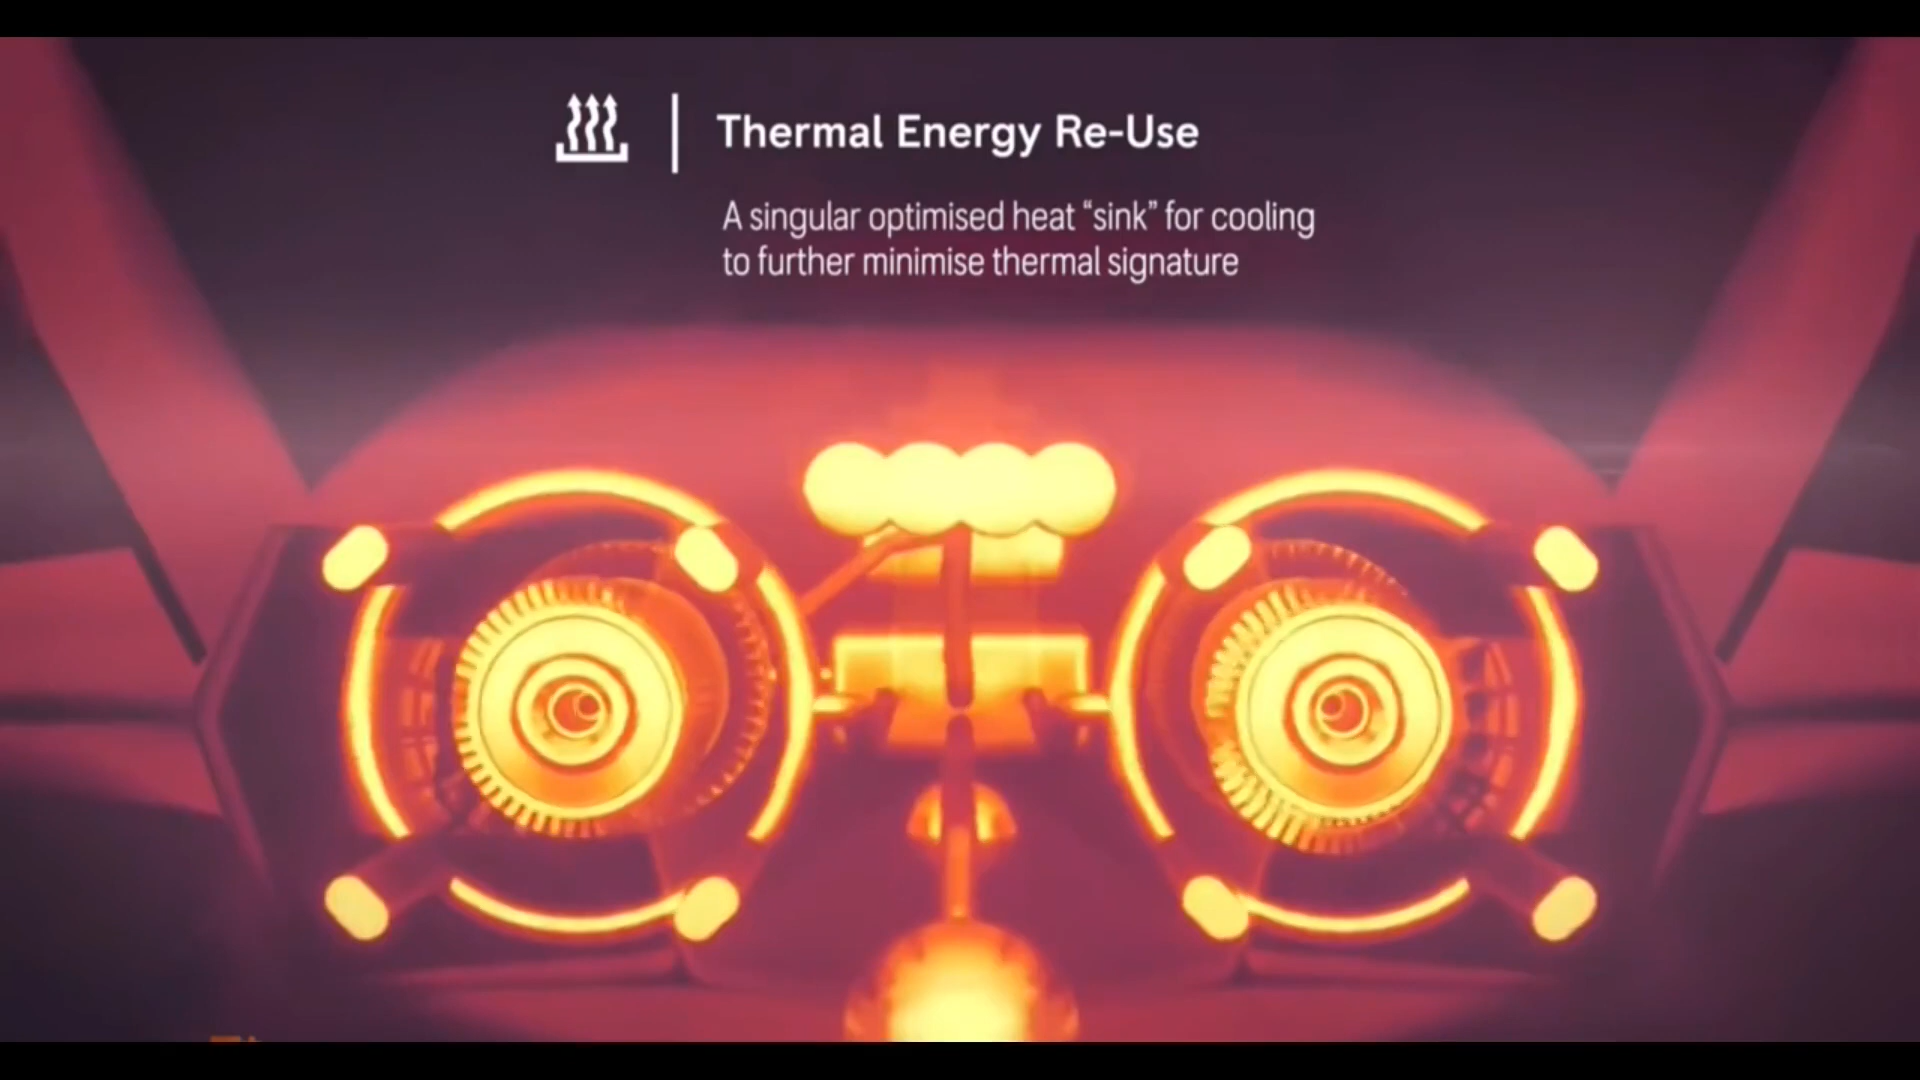 Thermal Energy Re-Use
A singular optimised heat “sink” for cooling
to further minimise thermal signature